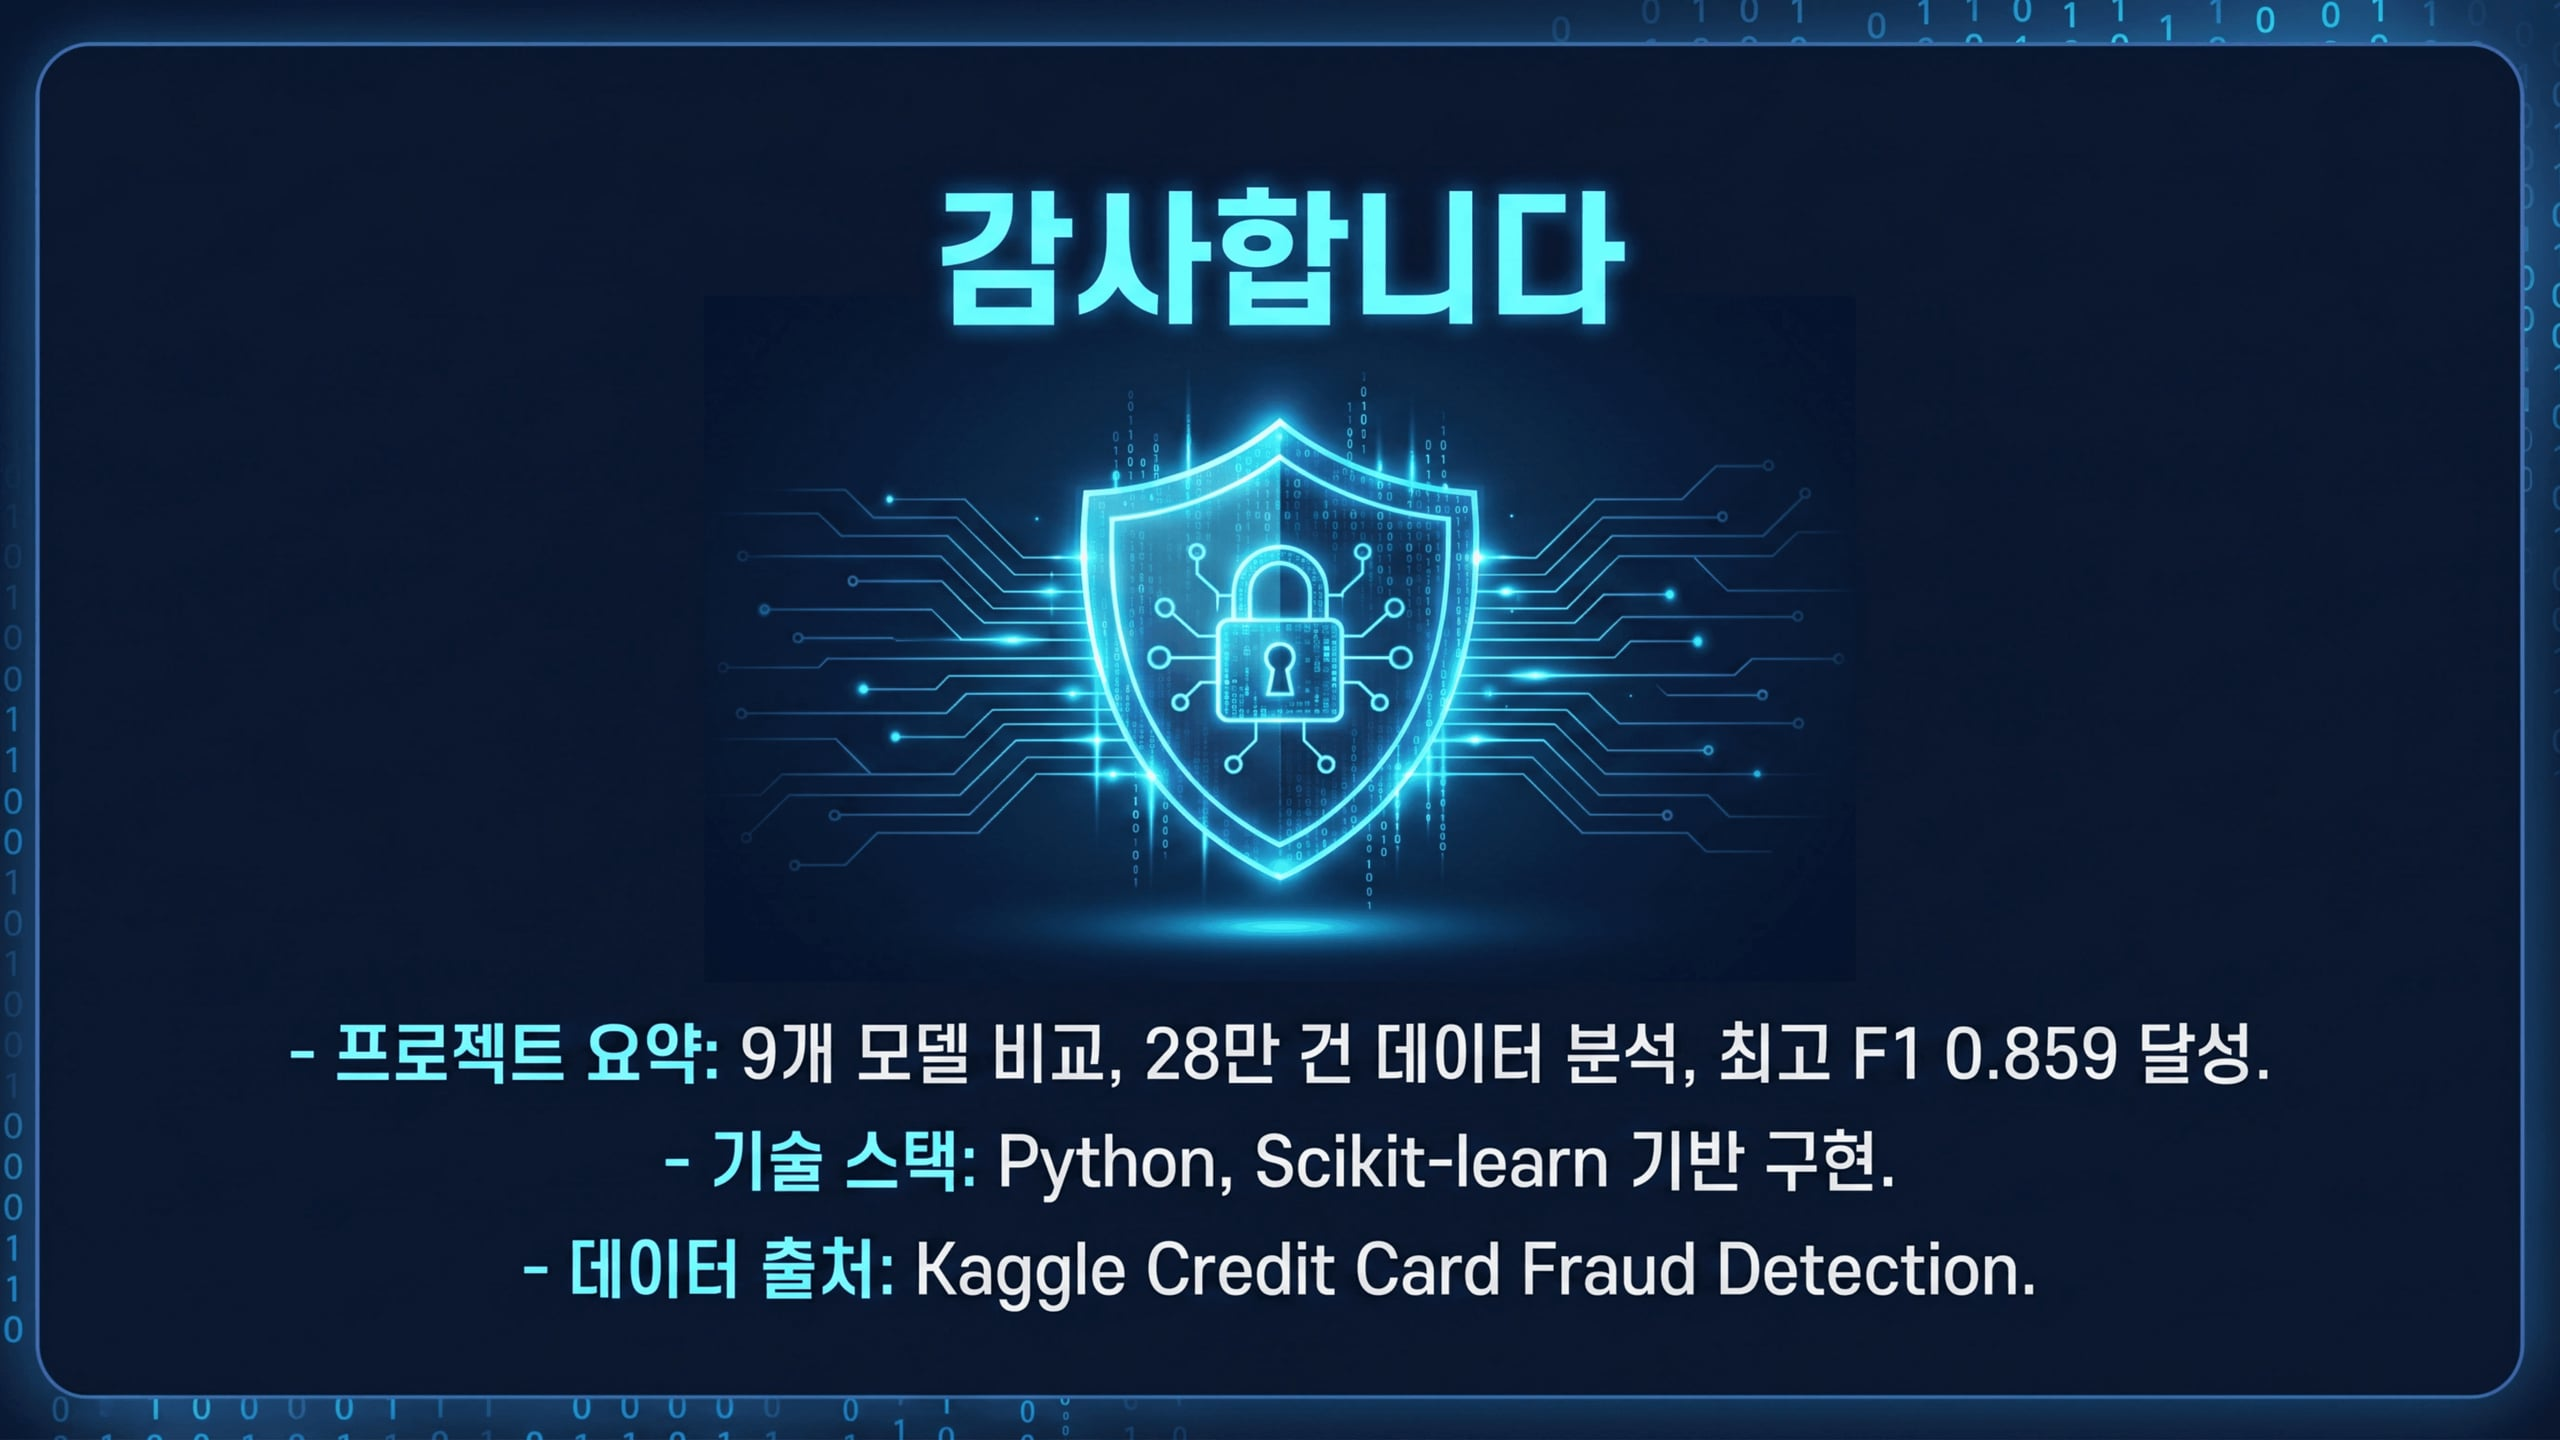 감사합니다
- 프로젝트 요약: 9개 모델 비교, 28만 건 데이터 분석, 최고 F1 0.859 달성.
- 기술 스택: Python, Scikit-learn 기반 구현.
- 데이터 출처: Kaggle Credit Card Fraud Detection.